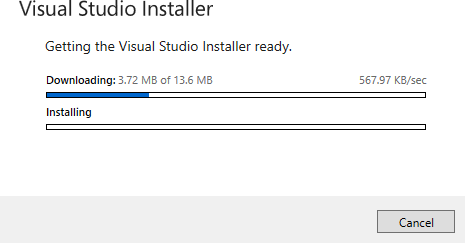 Visual Studio Installer
Getting the Visual Studio Installer ready.
Downloading: 3.72 MB of 13.6 MB 567.97 KB/sec
Installing
Cancel